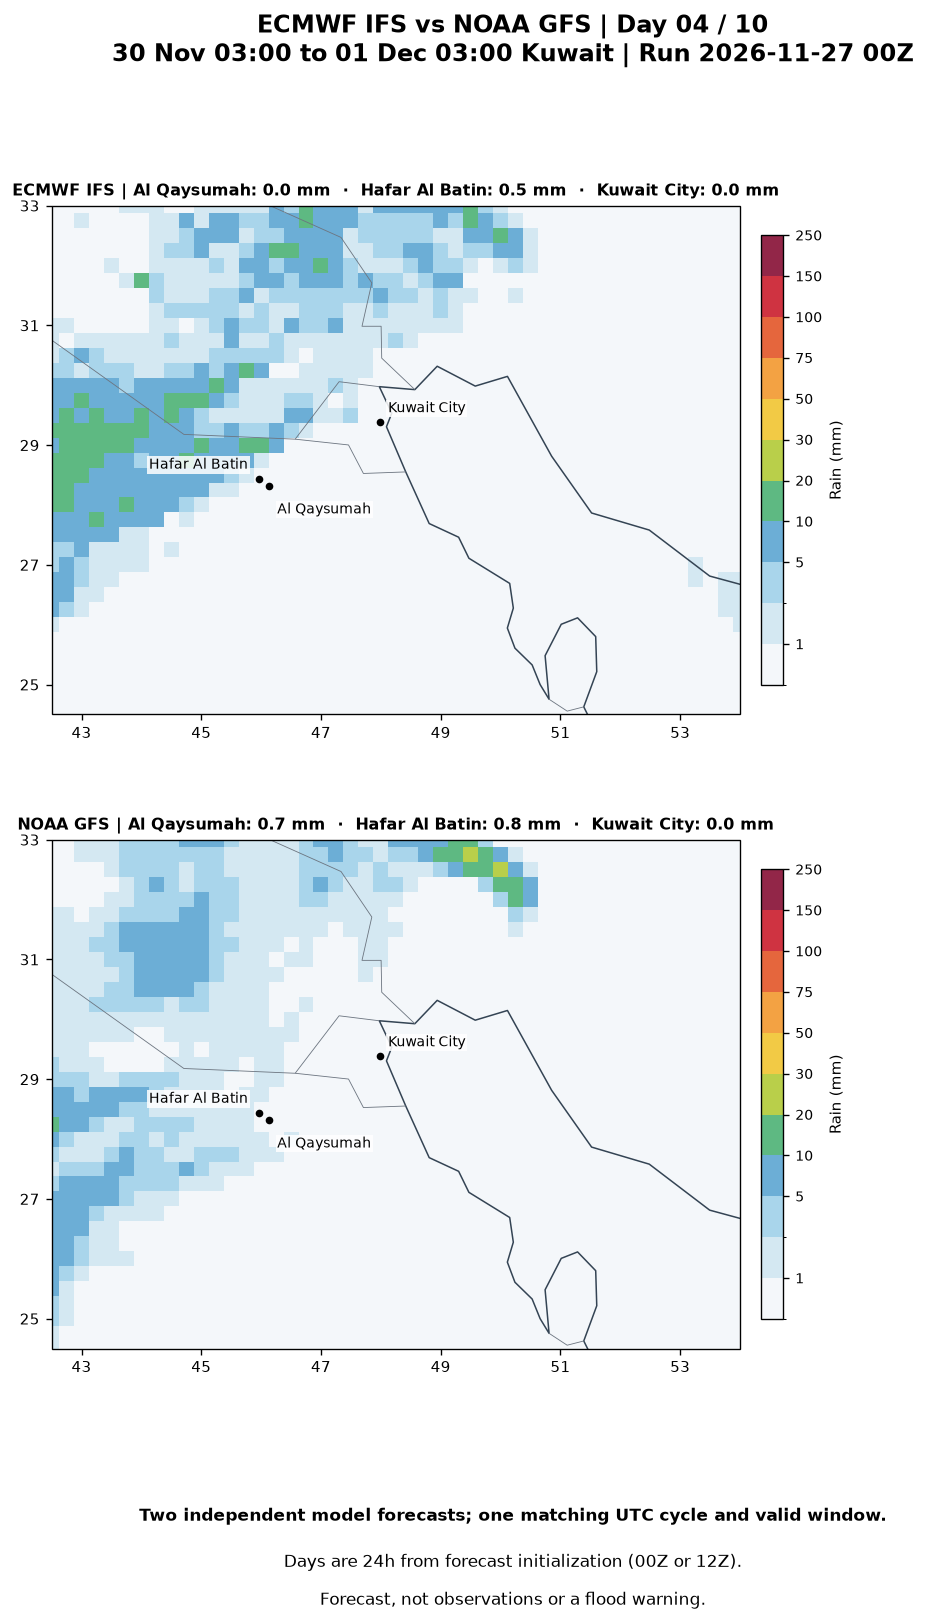 ECMWF IFS vs NOAA GFS | Day 04 / 10
30 Nov 03:00 to 01 Dec 03:00 Kuwait | Run 2026-11-27 00Z
ECMWF IFS | Al Qaysumah: 0.0 mm · Hafar Al Batin: 0.5 mm · Kuwait City: 0.0 mm
33
31
29
27
25
Kuwait City
Hafar Al Batin
Al Qaysumah
43 45 47 49 51 53
250
150
100
75
50
30
20
10
5
1
Rain (mm)
NOAA GFS | Al Qaysumah: 0.7 mm · Hafar Al Batin: 0.8 mm · Kuwait City: 0.0 mm
33
31
29
27
25
Kuwait City
Hafar Al Batin
Al Qaysumah
43 45 47 49 51 53
250
150
100
75
50
30
20
10
5
1
Rain (mm)
Two independent model forecasts; one matching UTC cycle and valid window.
Days are 24h from forecast initialization (00Z or 12Z).
Forecast, not observations or a flood warning.